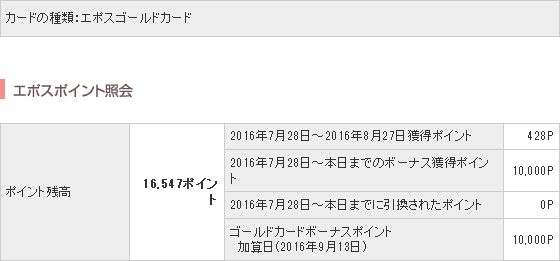 カードの種類：エポスゴールドカード
エポスポイント照会
ポイント残高
16,547ポイン
ト
2016年7月28日～2016年8月27日獲得ポイント
428P
2016年7月28日～本日までのボーナス獲得ポイン
ト
10,000P
2016年7月28日～本日までに引換されたポイント
0P
ゴールドカードボーナスポイント
加算日(2016年9月13日)
10,000P